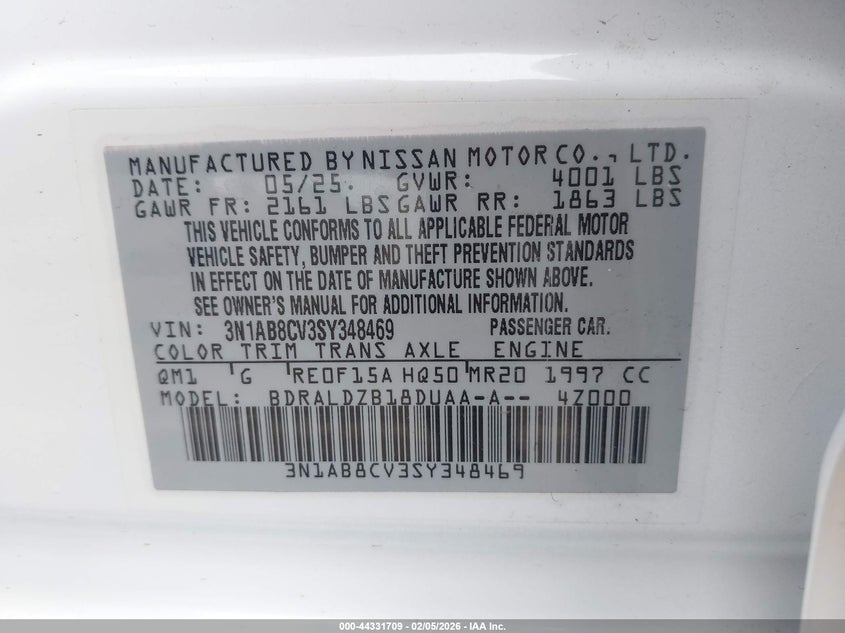 MANUFACTURED BY NISSAN MOTOR CO., LTD.
DATE: 05/25. GVWR: 4001 LBS
GAWR FR: 2161 LBS GAWR RR: 1863 LBS
THIS VEHICLE CONFORMS TO ALL APPLICABLE FEDERAL MOTOR
VEHICLE SAFETY, BUMPER AND THEFT PREVENTION STANDARDS
IN EFFECT ON THE DATE OF MANUFACTURE SHOWN ABOVE.
SEE OWNER'S MANUAL FOR ADDITIONAL INFORMATION.
VIN: 3N1AB8CV3SY348469 PASSENGER CAR.
COLOR TRIM TRANS AXLE ENGINE
QM1 G RE0F15A HQ50 MR20 1997 CC
MODEL: BDRALDZB18DUAA-A-- 4Z000
3N1AB8CV3SY348469
000-44331709 - 02/05/2026 - IAA Inc.